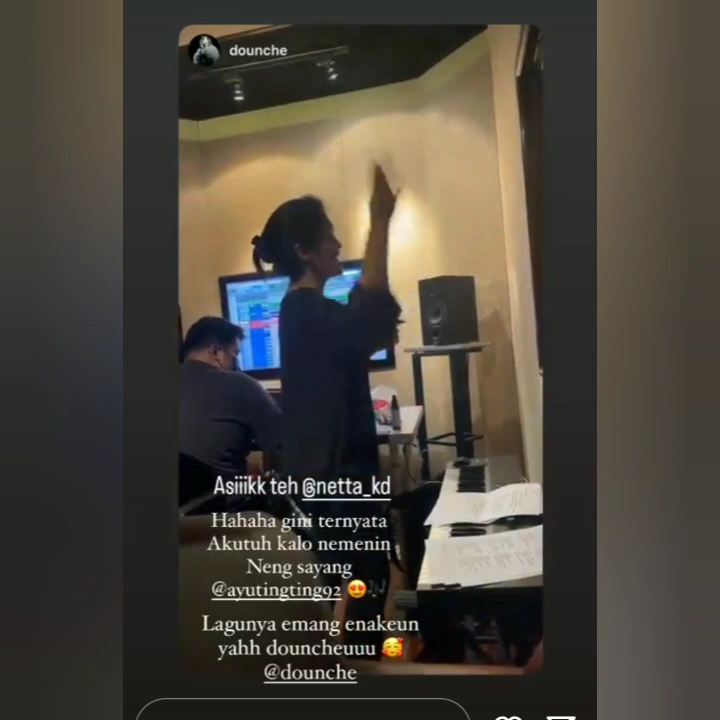 dounche
Asiiikk teh @netta_kd
Hahaha gini ternyata
Akutuh kalo nemenin
Neng sayang
@ayutingting92 😍🎶
Lagunya emang enakeun
yahh douncheuuu 🥰
@dounche